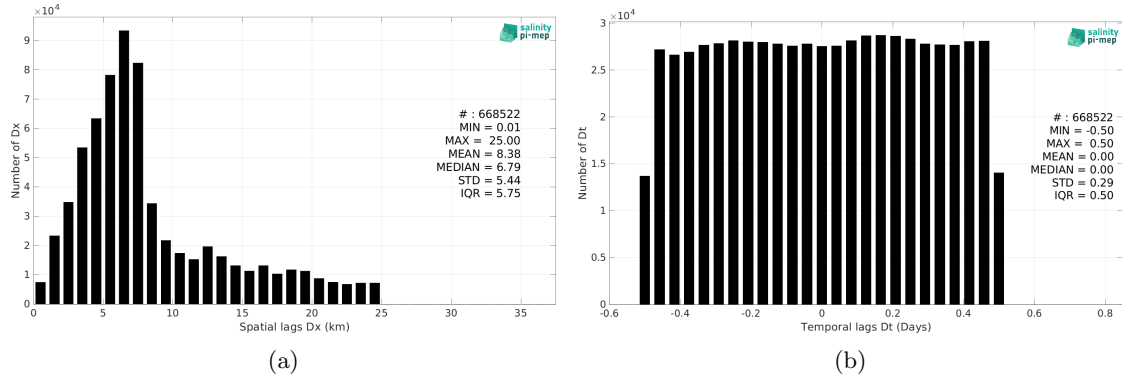 ×10⁴
9
8
7
6
5
4
3
2
1
0
Number of Dx
0 5 10 15 20 25 30 35
Spatial lags Dx (km)
salinity
pi-mep
# : 668522
MIN = 0.01
MAX = 25.00
MEAN = 8.38
MEDIAN = 6.79
STD = 5.44
IQR = 5.75
(a)
×10⁴
3
2.5
2
1.5
1
0.5
0
Number of Dt
-0.6 -0.4 -0.2 0 0.2 0.4 0.6 0.8
Temporal lags Dt (Days)
salinity
pi-mep
# : 668522
MIN = -0.50
MAX = 0.50
MEAN = 0.00
MEDIAN = 0.00
STD = 0.29
IQR = 0.50
(b)